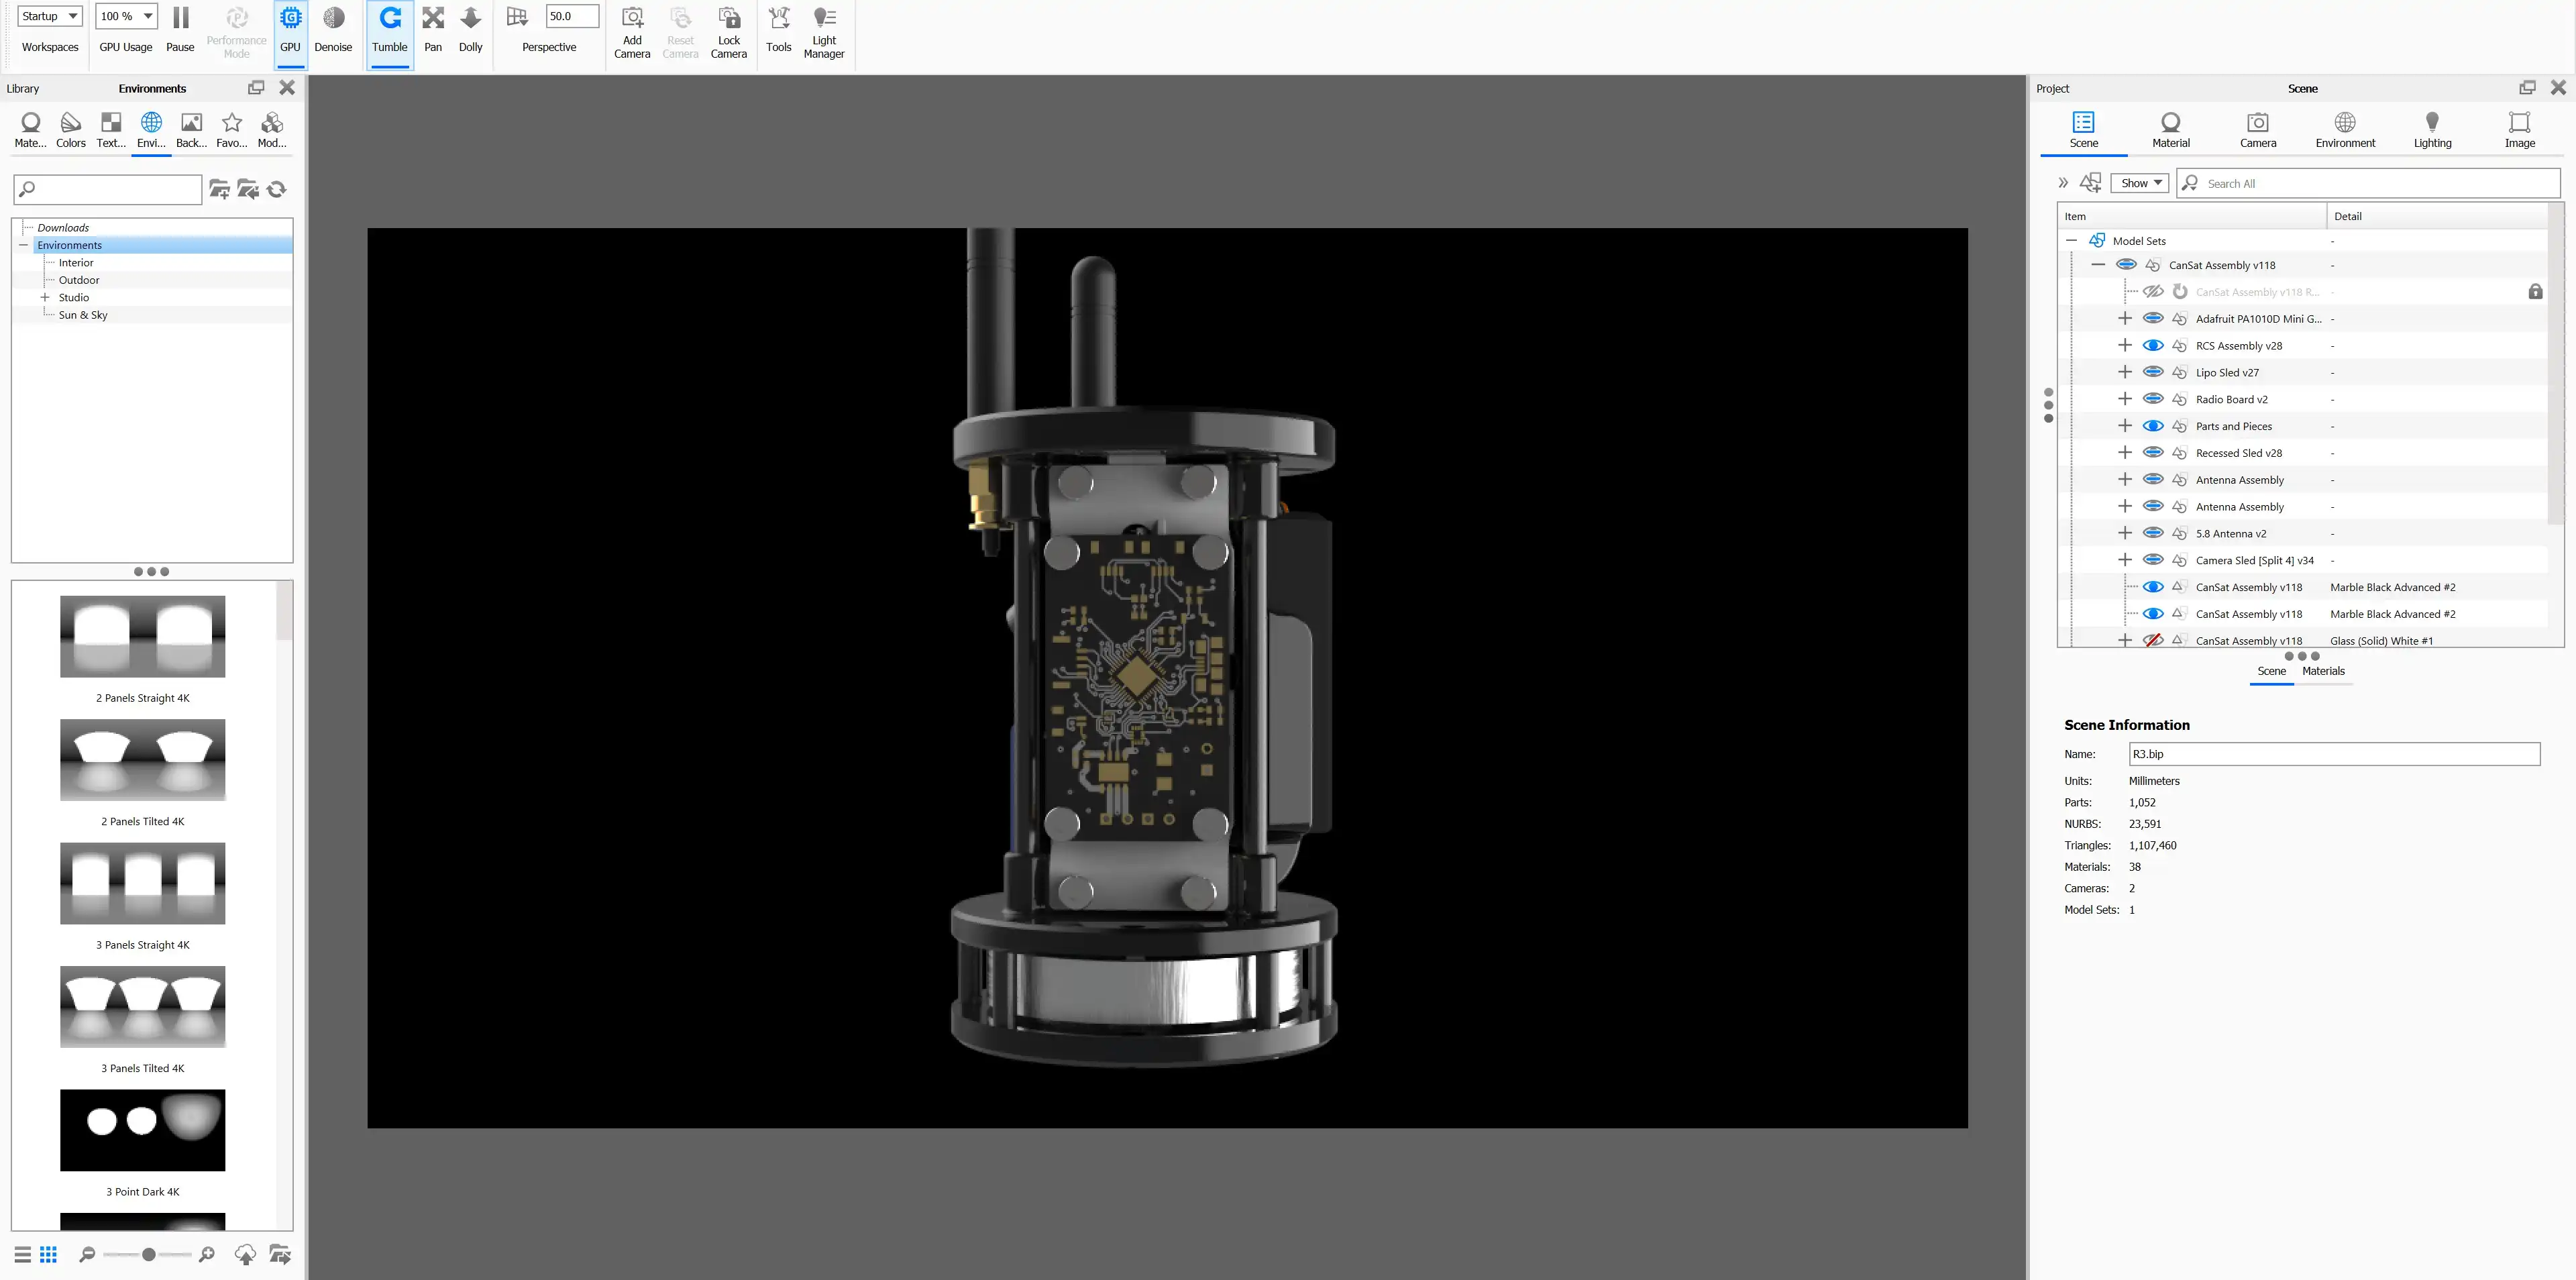 Startup
Workspaces
100 %
GPU Usage
Pause
Performance
Mode
GPU
Denoise
Tumble
Pan
Dolly
50.0
Perspective
Add
Camera
Reset
Camera
Lock
Camera
Tools
Light
Manager
Library
Environments
Mate...
Colors
Text...
Envi...
Back...
Favo...
Mod...
Downloads
Environments
Interior
Outdoor
Studio
Sun & Sky
2 Panels Straight 4K
2 Panels Tilted 4K
3 Panels Straight 4K
3 Panels Tilted 4K
3 Point Dark 4K
Project
Scene
Scene
Material
Camera
Environment
Lighting
Image
Show
Search All
Item
Detail
Model Sets -
CanSat Assembly v118 -
CanSat Assembly v118 R... -
Adafruit PA1010D Mini G... -
RCS Assembly v28 -
Lipo Sled v27 -
Radio Board v2 -
Parts and Pieces -
Recessed Sled v28 -
Antenna Assembly -
Antenna Assembly -
5.8 Antenna v2 -
Camera Sled [Split 4] v34 -
CanSat Assembly v118 Marble Black Advanced #2
CanSat Assembly v118 Marble Black Advanced #2
CanSat Assembly v118 Glass (Solid) White #1
Scene
Materials
Scene Information
Name: R3.bip
Units: Millimeters
Parts: 1,052
NURBS: 23,591
Triangles: 1,107,460
Materials: 38
Cameras: 2
Model Sets: 1